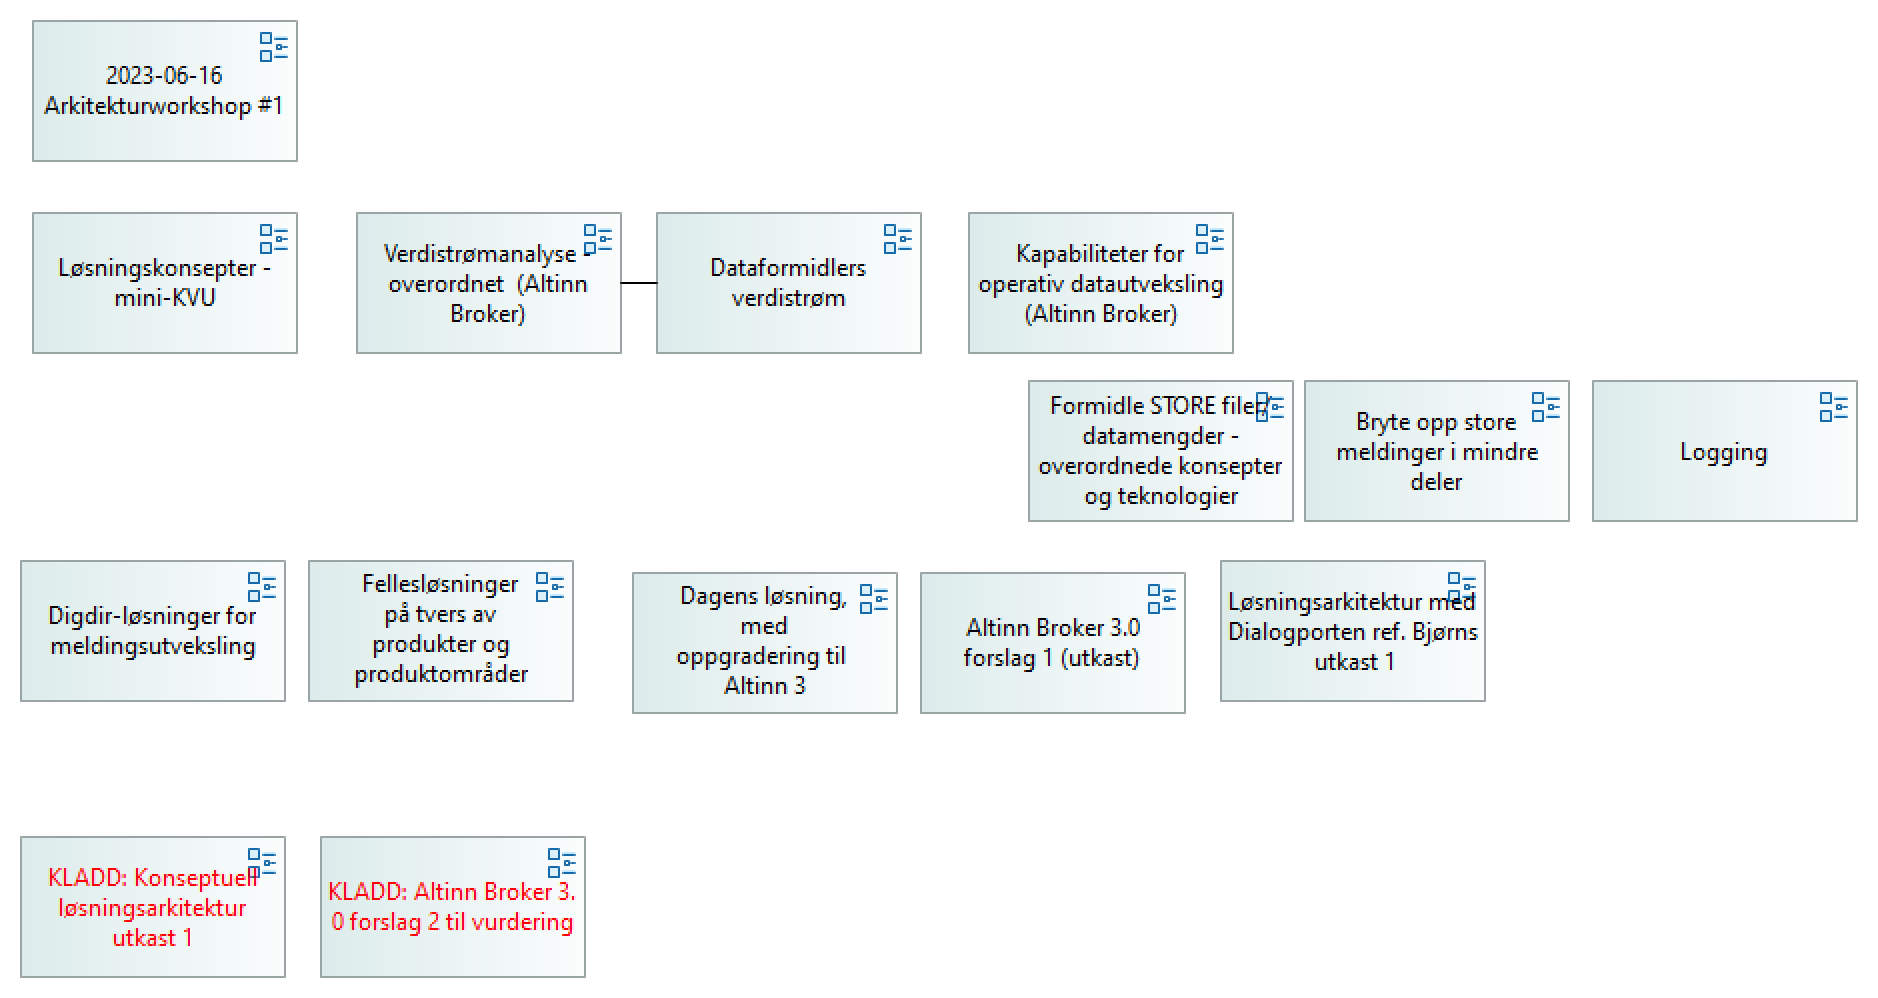 2023-06-16
Arkitekturworkshop #1
Løsningskonsepter -
mini-KVU
Verdistrømanalyse -
overordnet  (Altinn
Broker)
Dataformidlers
verdistrøm
Kapabiliteter for
operativ datautveksling
(Altinn Broker)
Formidle STORE filer/
datamengder -
overordnede konsepter
og teknologier
Bryte opp store
meldinger i mindre
deler
Logging
Digdir-løsninger for
meldingsutveksling
Fellesløsninger
på tvers av
produkter og
produktområder
Dagens løsning,
med
oppgradering til
Altinn 3
Altinn Broker 3.0
forslag 1 (utkast)
Løsningsarkitektur med
Dialogporten ref. Bjørns
utkast 1
KLADD: Konseptuell
løsningsarkitektur
utkast 1
KLADD: Altinn Broker 3.
0 forslag 2 til vurdering